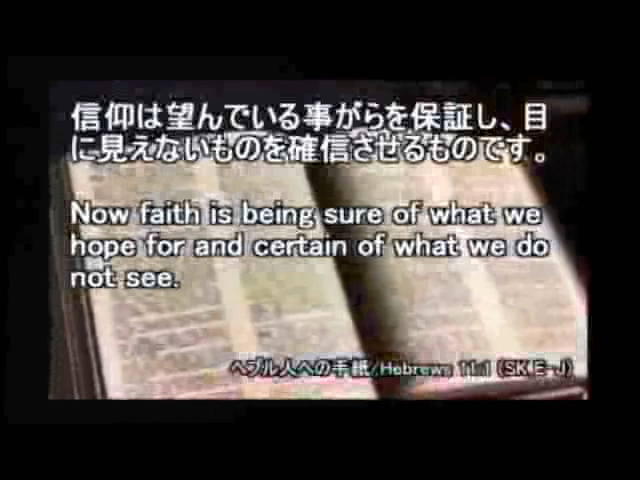 信仰は望んでいる事がらを保証し、目
に見えないものを確信させるものです。
Now faith is being sure of what we
hope for and certain of what we do
not see.
ヘブル人への手紙/Hebrews 11:1 (SK E-J)